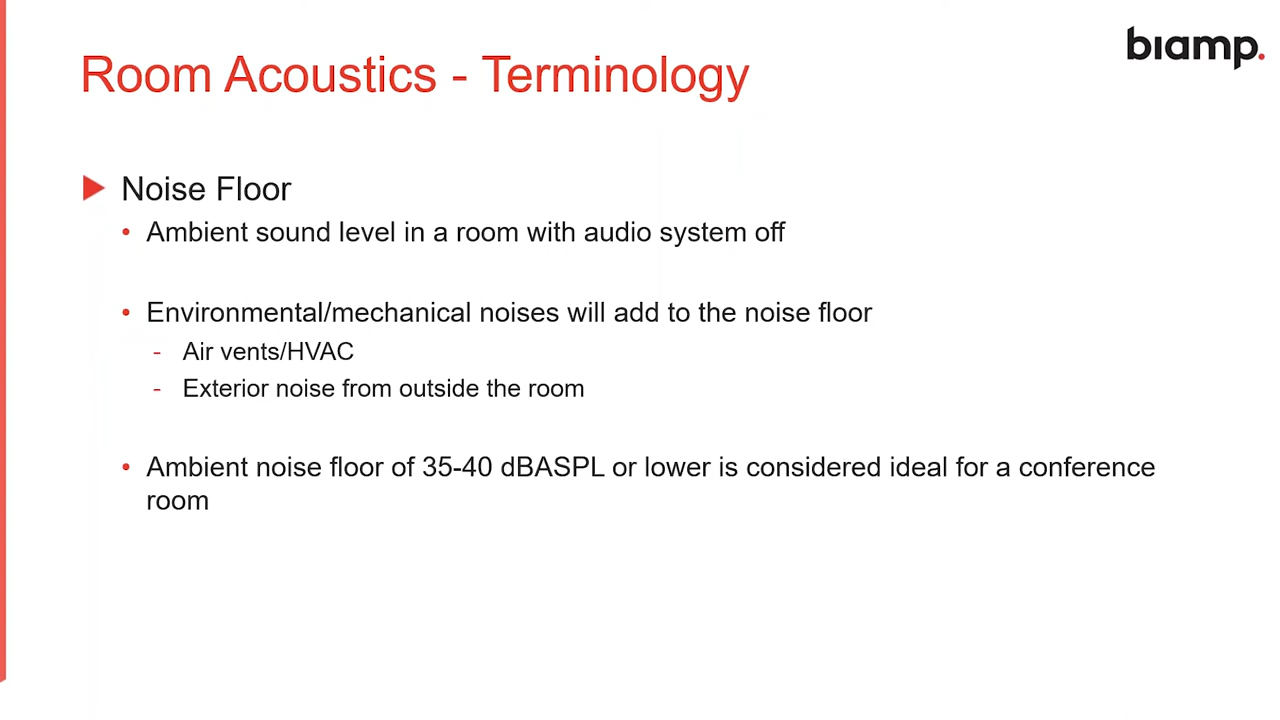 biamp.
Room Acoustics - Terminology
Noise Floor
Ambient sound level in a room with audio system off
Environmental/mechanical noises will add to the noise floor
- Air vents/HVAC
- Exterior noise from outside the room
Ambient noise floor of 35-40 dBASPL or lower is considered ideal for a conference
room